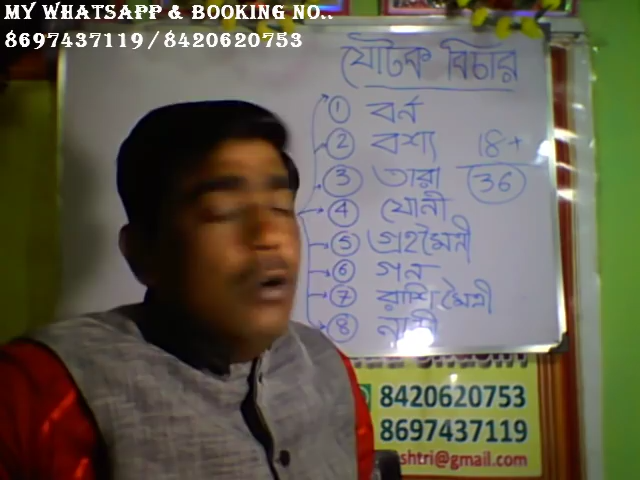 MY WHATSAPP & BOOKING NO..
8697437119/8420620753
যৌটক বিচার
① বর্ন
② বশ্য 18+
③ তারা 36
④ যোনী
⑤ গ্রহমৈত্রী
⑥ গন
⑦ রাশি মৈত্রী
⑧ নাড়ী
8420620753
8697437119
shtri@gmail.com